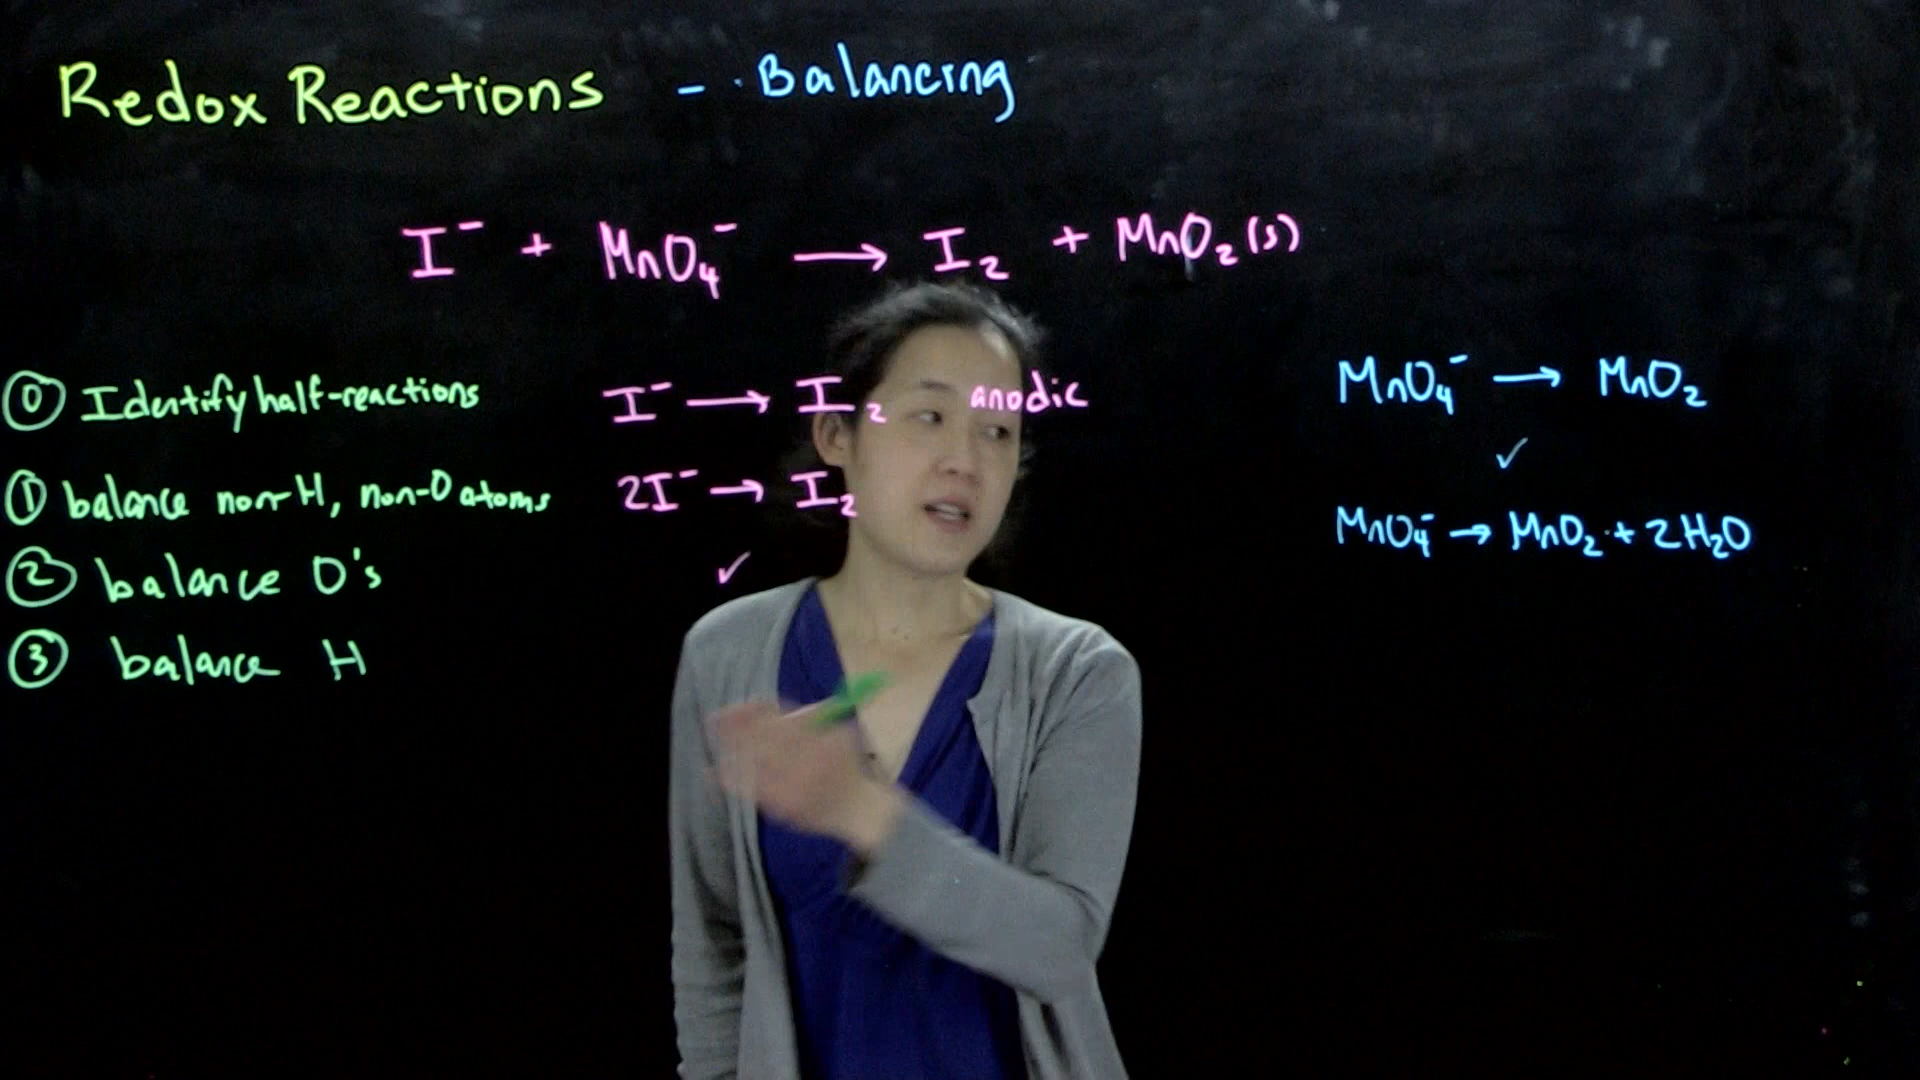 Redox Reactions - Balancing
I⁻ + MnO₄⁻ → I₂ + MnO₂(s)
⓪ Identify half-reactions
I⁻ → I₂ anodic
MnO₄⁻ → MnO₂
✓
① balance non-H, non-O atoms
2I⁻ → I₂
MnO₄⁻ → MnO₂ + 2H₂O
② balance O's
✓
③ balance H